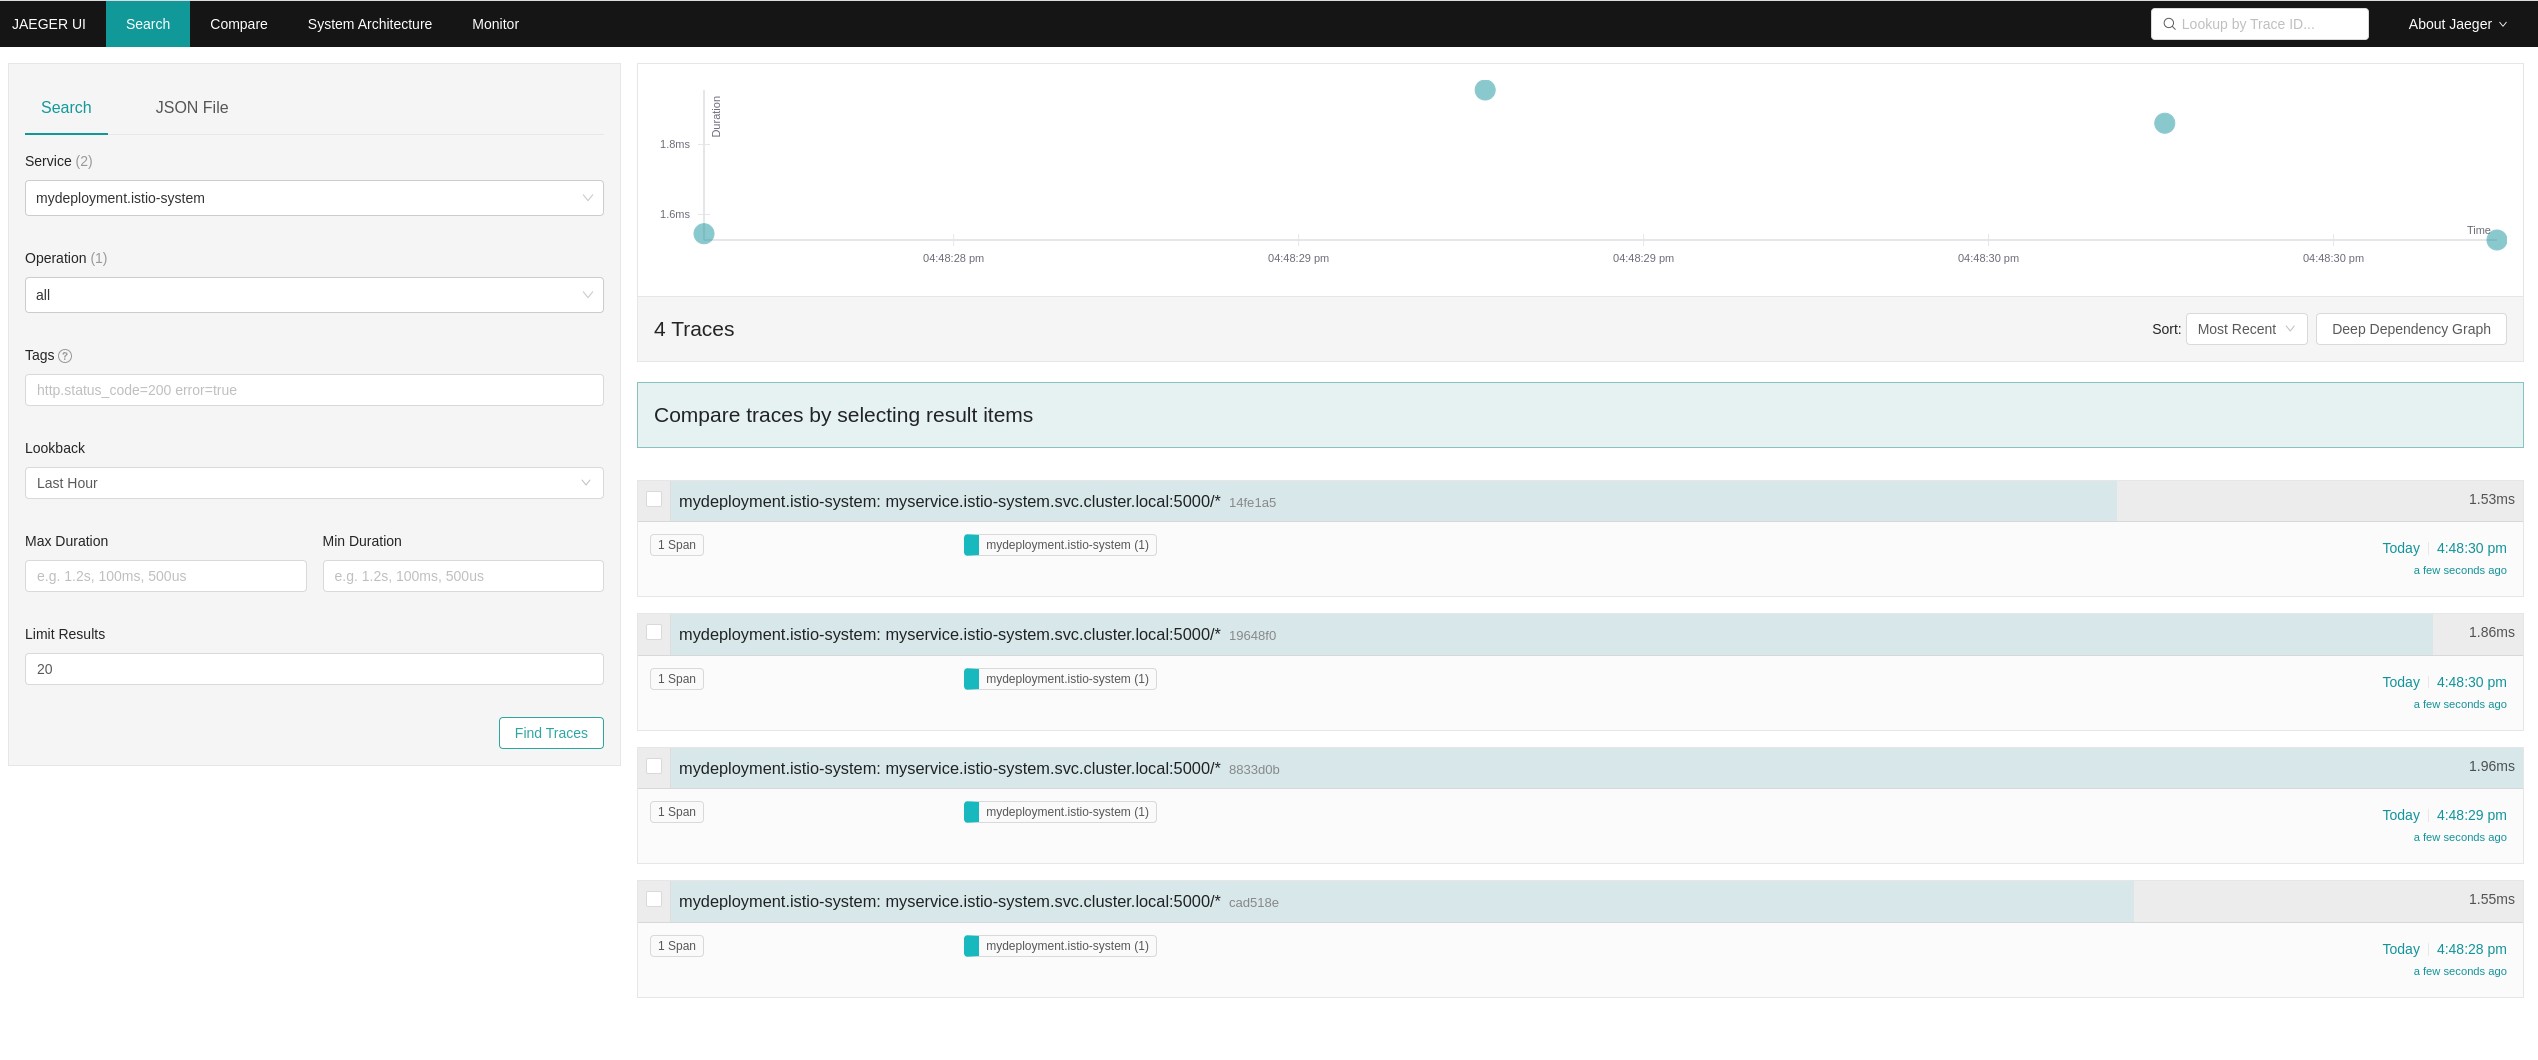 JAEGER UI Search Compare System Architecture Monitor Lookup by Trace ID... About Jaeger
Search JSON File
Service (2)
mydeployment.istio-system
Operation (1)
all
Tags ?
http.status_code=200 error=true
Lookback
Last Hour
Max Duration Min Duration
e.g. 1.2s, 100ms, 500us e.g. 1.2s, 100ms, 500us
Limit Results
20
Find Traces
Duration
1.8ms
1.6ms
Time
04:48:28 pm 04:48:29 pm 04:48:29 pm 04:48:30 pm 04:48:30 pm
4 Traces Sort: Most Recent Deep Dependency Graph
Compare traces by selecting result items
mydeployment.istio-system: myservice.istio-system.svc.cluster.local:5000/* 14fe1a5 1.53ms
1 Span mydeployment.istio-system (1) Today 4:48:30 pm
a few seconds ago
mydeployment.istio-system: myservice.istio-system.svc.cluster.local:5000/* 19648f0 1.86ms
1 Span mydeployment.istio-system (1) Today 4:48:30 pm
a few seconds ago
mydeployment.istio-system: myservice.istio-system.svc.cluster.local:5000/* 8833d0b 1.96ms
1 Span mydeployment.istio-system (1) Today 4:48:29 pm
a few seconds ago
mydeployment.istio-system: myservice.istio-system.svc.cluster.local:5000/* cad518e 1.55ms
1 Span mydeployment.istio-system (1) Today 4:48:28 pm
a few seconds ago